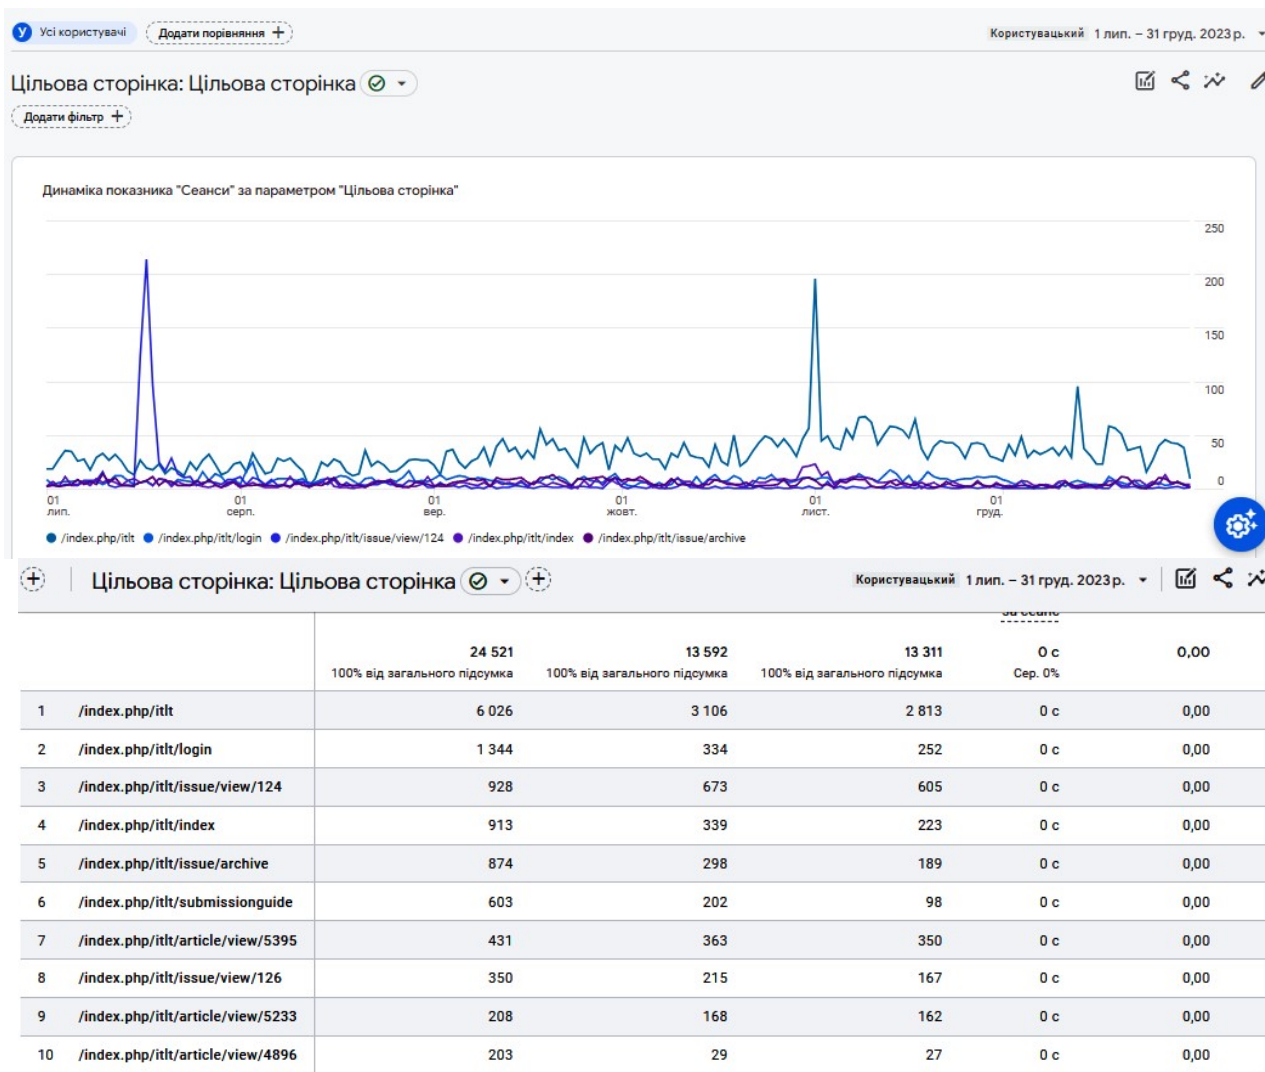 У Усі користувачі Додати порівняння + Користувацький 1 лип. – 31 груд. 2023 р.
Цільова сторінка: Цільова сторінка
Додати фільтр +
Динаміка показника "Сеанси" за параметром "Цільова сторінка"
250
200
150
100
50
0
01 01 01 01 01 01
лип. серп. вер. жовт. лист. груд.
/index.php/itlt /index.php/itlt/login /index.php/itlt/issue/view/124 /index.php/itlt/index /index.php/itlt/issue/archive
Цільова сторінка: Цільова сторінка Користувацький 1 лип. – 31 груд. 2023 р.
за сеанс
24 521 13 592 13 311 0 с 0,00
100% від загального підсумка 100% від загального підсумка 100% від загального підсумка Сер. 0%
1 /index.php/itlt 6 026 3 106 2 813 0 с 0,00
2 /index.php/itlt/login 1 344 334 252 0 с 0,00
3 /index.php/itlt/issue/view/124 928 673 605 0 с 0,00
4 /index.php/itlt/index 913 339 223 0 с 0,00
5 /index.php/itlt/issue/archive 874 298 189 0 с 0,00
6 /index.php/itlt/submissionguide 603 202 98 0 с 0,00
7 /index.php/itlt/article/view/5395 431 363 350 0 с 0,00
8 /index.php/itlt/issue/view/126 350 215 167 0 с 0,00
9 /index.php/itlt/article/view/5233 208 168 162 0 с 0,00
10 /index.php/itlt/article/view/4896 203 29 27 0 с 0,00